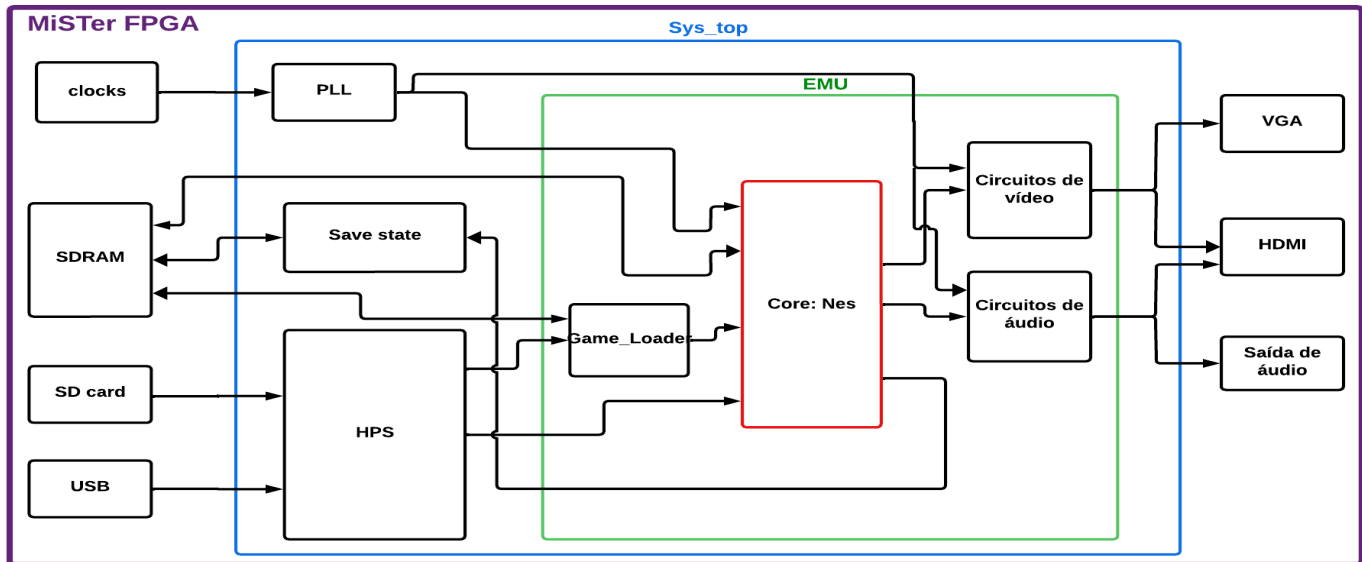 MiSTer FPGA
Sys_top
clocks
PLL
EMU
VGA
Circuitos de
vídeo
SDRAM
Save state
HDMI
Core: Nes
Circuitos de
áudio
Game_Loader
Saída de
áudio
SD card
HPS
USB